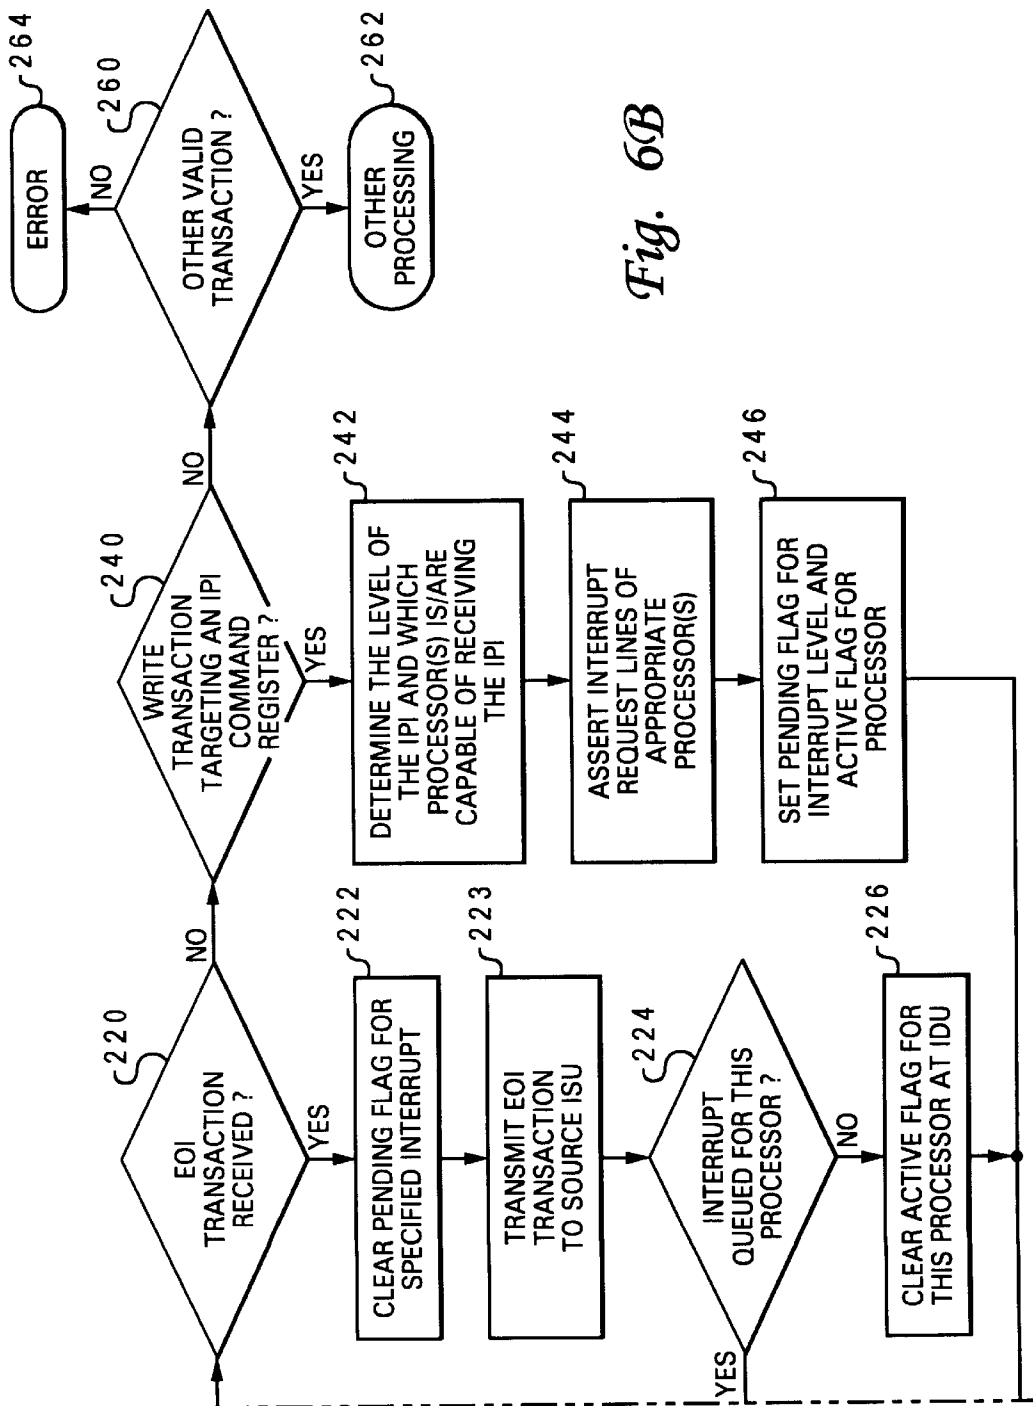 220
EOI
TRANSACTION
RECEIVED ?
NO
YES
222
CLEAR PENDING FLAG FOR
SPECIFIED INTERRUPT
223
TRANSMIT EOI
TRANSACTION
TO SOURCE ISU
224
INTERRUPT
QUEUED FOR THIS
PROCESSOR ?
YES
NO
226
CLEAR ACTIVE FLAG FOR
THIS PROCESSOR AT IDU
240
WRITE
TRANSACTION
TARGETING AN IPI
COMMAND
REGISTER ?
NO
YES
242
DETERMINE THE LEVEL OF
THE IPI AND WHICH
PROCESSOR(S) IS/ARE
CAPABLE OF RECEIVING
THE IPI
244
ASSERT INTERRUPT
REQUEST LINES OF
APPROPRIATE
PROCESSOR(S)
246
SET PENDING FLAG FOR
INTERRUPT LEVEL AND
ACTIVE FLAG FOR
PROCESSOR
260
OTHER VALID
TRANSACTION ?
NO
YES
264
ERROR
262
OTHER
PROCESSING
Fig. 6B